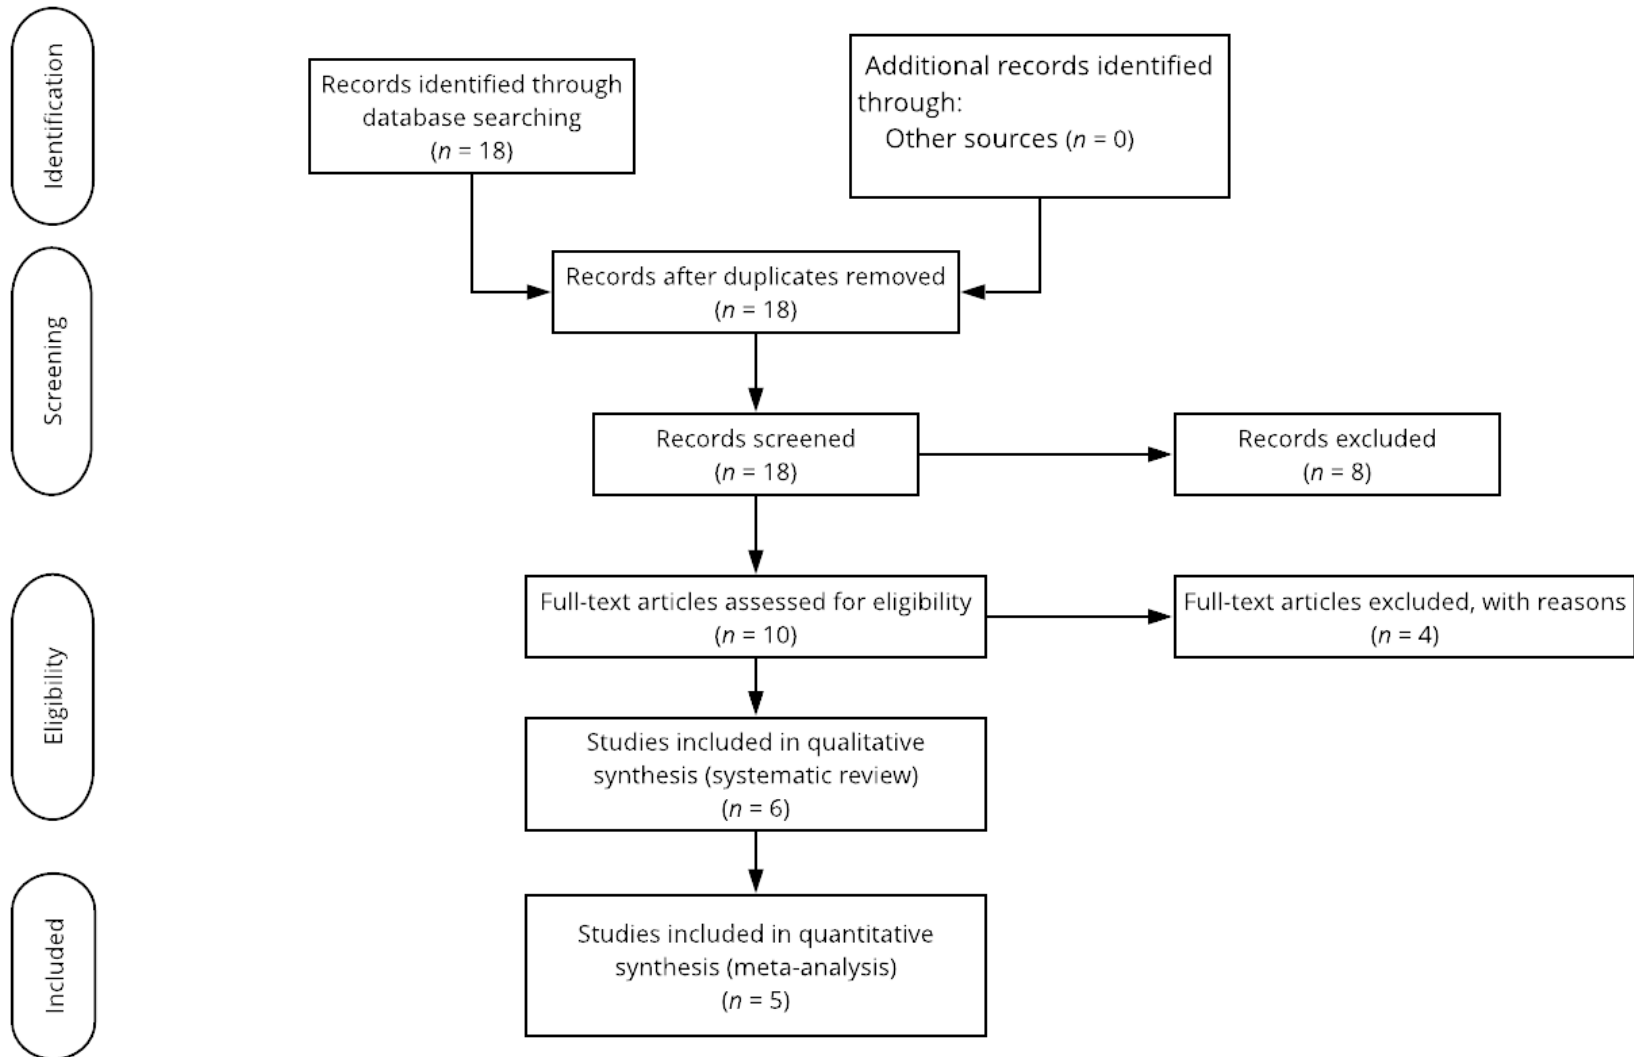 Identification
Records identified through
database searching
(n = 18)
Additional records identified
through:
Other sources (n = 0)
Screening
Records after duplicates removed
(n = 18)
Records screened
(n = 18)
Records excluded
(n = 8)
Eligibility
Full-text articles assessed for eligibility
(n = 10)
Full-text articles excluded, with reasons
(n = 4)
Studies included in qualitative
synthesis (systematic review)
(n = 6)
Included
Studies included in quantitative
synthesis (meta-analysis)
(n = 5)